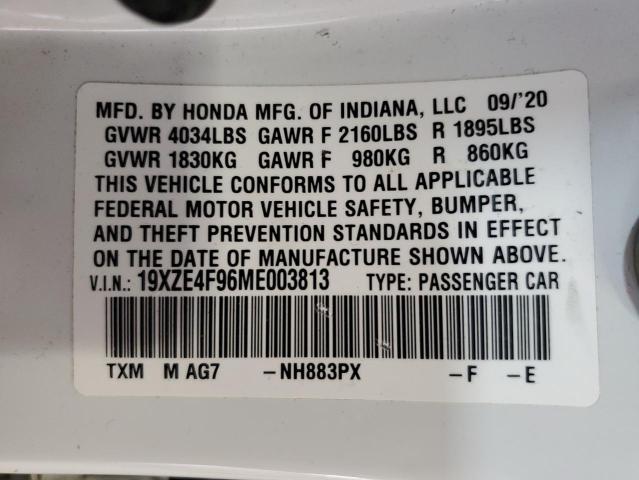 MFD. BY HONDA MFG. OF INDIANA, LLC 09/'20
GVWR 4034LBS GAWR F 2160LBS R 1895LBS
GVWR 1830KG GAWR F 980KG R 860KG
THIS VEHICLE CONFORMS TO ALL APPLICABLE
FEDERAL MOTOR VEHICLE SAFETY, BUMPER,
AND THEFT PREVENTION STANDARDS IN EFFECT
ON THE DATE OF MANUFACTURE SHOWN ABOVE.
V.I.N.: 19XZE4F96ME003813 TYPE: PASSENGER CAR
TXM M AG7 -NH883PX -F -E